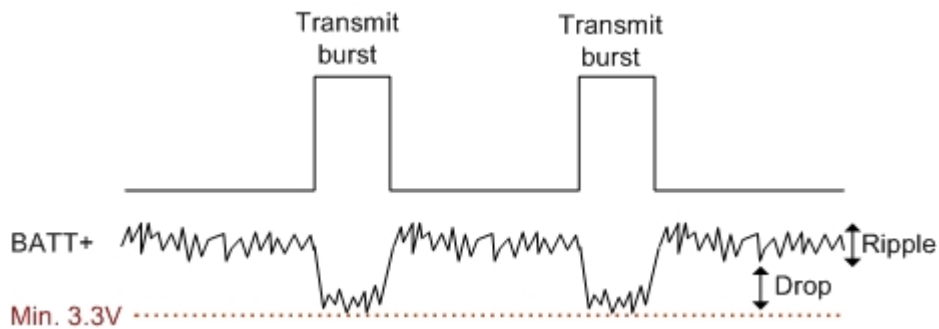 Transmit
burst
Transmit
burst
BATT+
Ripple
Drop
Min. 3.3V